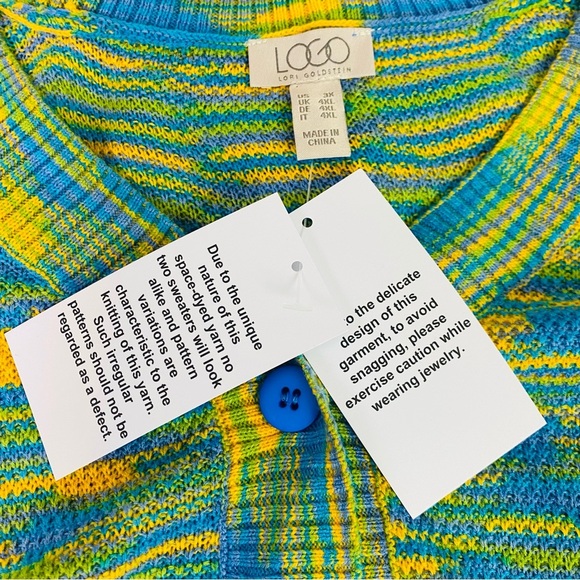 LOGO
LORI GOLDSTEIN
US 3X
UK 4XL
DE 4XL
IT 4XL
MADE IN
CHINA
Due to the unique
nature of this
space-dyed yarn no
two sweaters will look
alike and pattern
variations are
characteristic to the
knitting of this yarn.
Such irregular
patterns should not be
regarded as a defect.
to the delicate
design of this
garment, to avoid
snagging, please
exercise caution while
wearing jewelry.